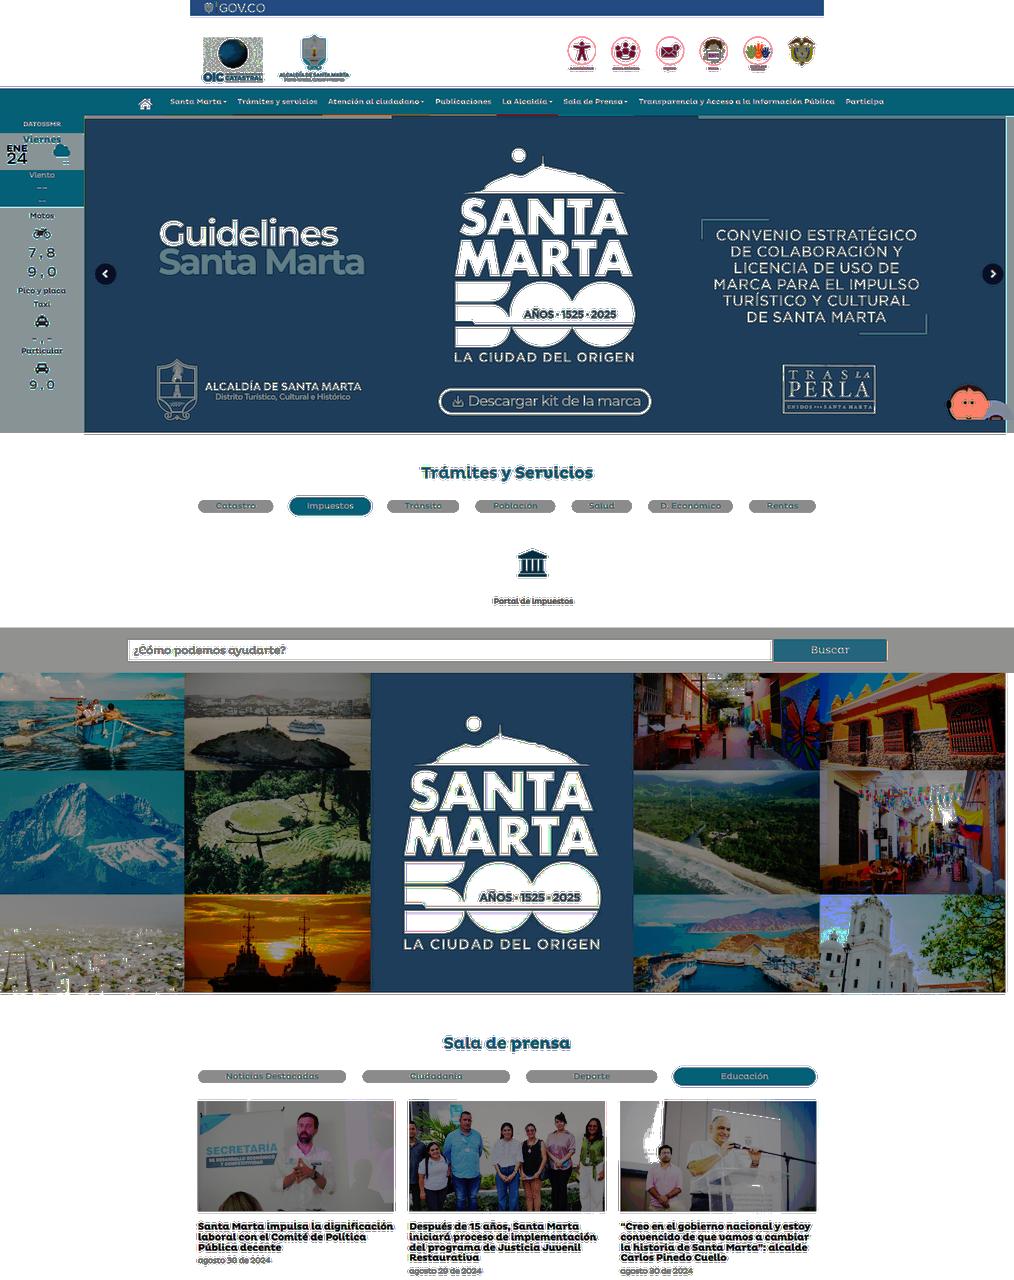 GOV.CO
OIC CATASTRAL
ALCALDÍA DE SANTA MARTA
Santa Marta Trámites y servicios Atención al ciudadano Publicaciones La Alcaldía Sala de Prensa Transparencia y Acceso a la Información Pública Participa
DATOSSMR
Viernes
ENE
24
--
Viento
--
--
Motos
7 , 8
9 , 0
Pico y placa
Taxi
- , -
Particular
9 , 0
Guidelines
Santa Marta
SANTA
MARTA
500
AÑOS · 1525 · 2025
LA CIUDAD DEL ORIGEN
CONVENIO ESTRATÉGICO
DE COLABORACIÓN Y
LICENCIA DE USO DE
MARCA PARA EL IMPULSO
TURÍSTICO Y CULTURAL
DE SANTA MARTA
ALCALDÍA DE SANTA MARTA
Distrito Turístico, Cultural e Histórico
Descargar kit de la marca
TRAS LA
PERLA
UNIDOS POR SANTA MARTA
Trámites y Servicios
Catastro Impuestos Tránsito Población Salud D. Económico Rentas
Portal de Impuestos
¿Cómo podemos ayudarte? Buscar
SANTA
MARTA
500
AÑOS · 1525 · 2025
LA CIUDAD DEL ORIGEN
Sala de prensa
Noticias Destacadas Ciudadanía Deporte Educación
SECRETARÍA
DE DESARROLLO ECONÓMICO
Y COMPETITIVIDAD
Santa Marta impulsa la dignificación
laboral con el Comité de Política
Pública decente
agosto 30 de 2024
Después de 15 años, Santa Marta
iniciará proceso de implementación
del programa de Justicia Juvenil
Restaurativa
agosto 29 de 2024
"Creo en el gobierno nacional y estoy
convencido de que vamos a cambiar
la historia de Santa Marta": alcalde
Carlos Pinedo Cuello
agosto 30 de 2024